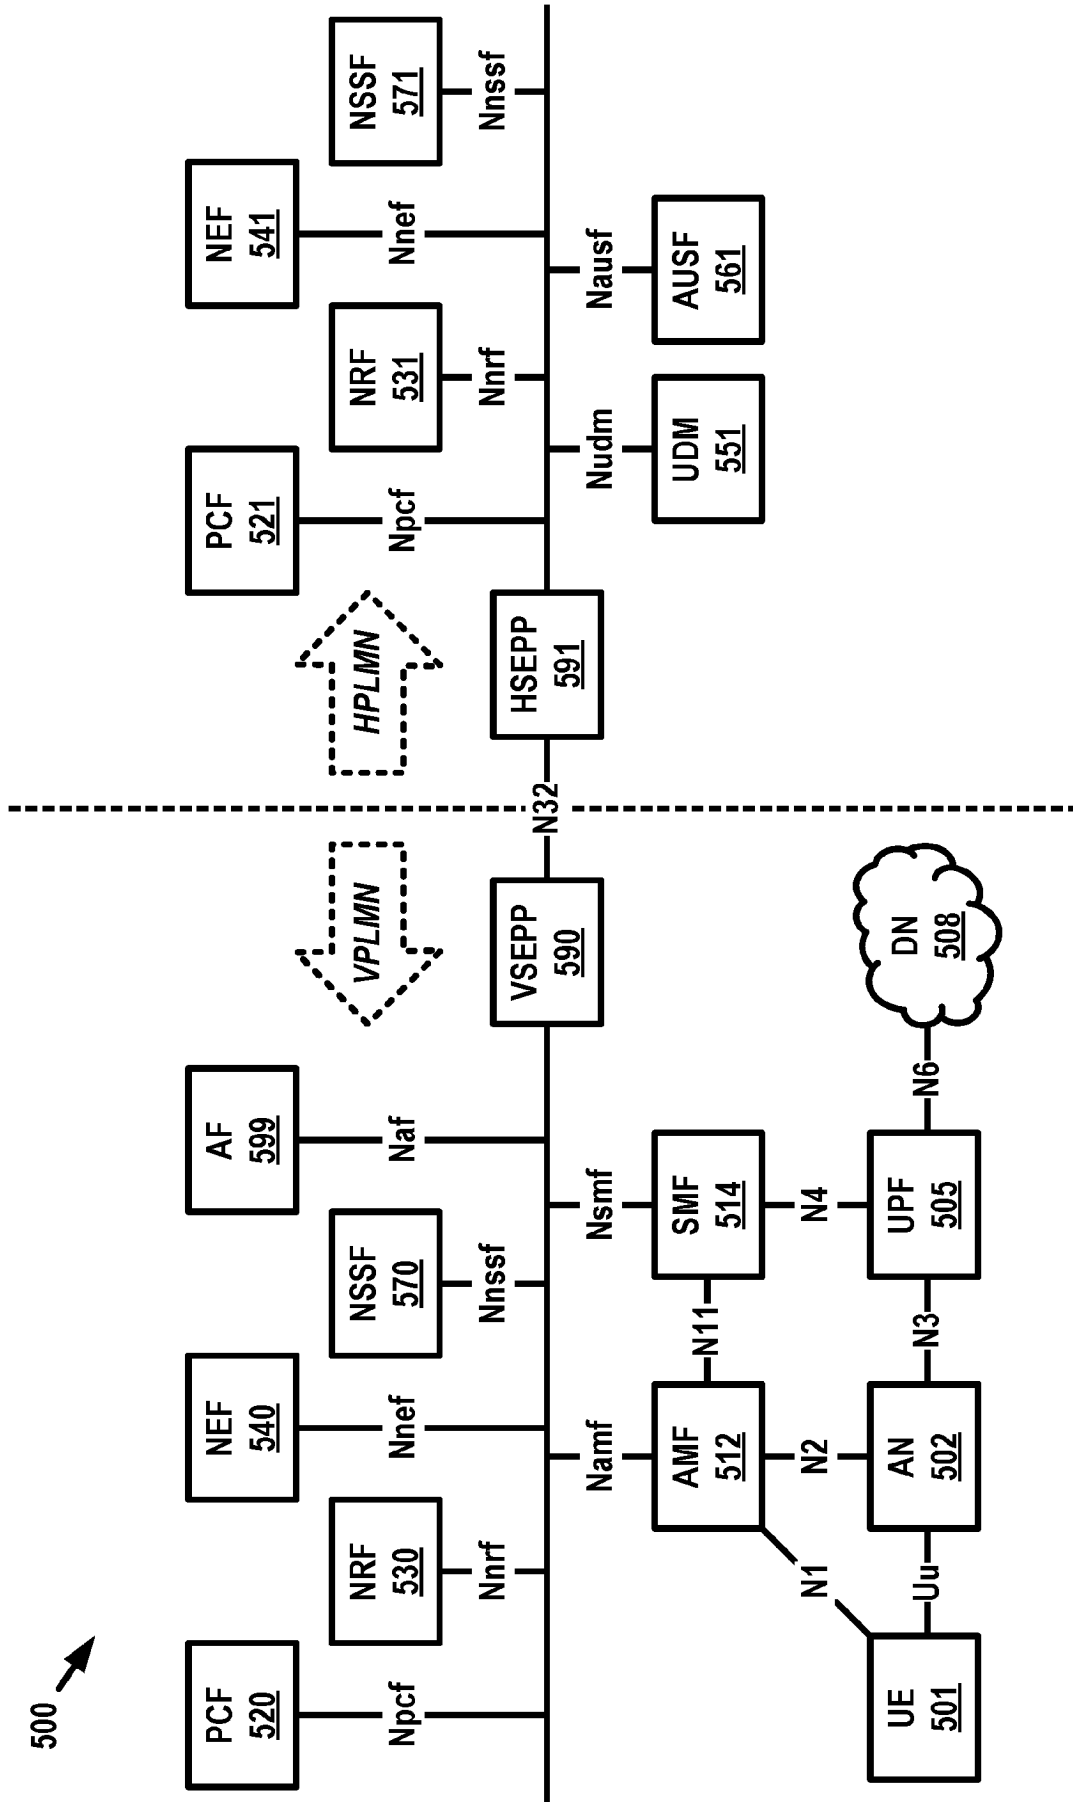 500
PCF
520
NEF
540
AF
599
PCF
521
NEF
541
NRF
530
NSSF
570
VPLMN
HPLMN
NRF
531
NSSF
571
Npcf
Nnrf
Nnef
Nnssf
Naf
Npcf
Nnrf
Nnef
Nnssf
VSEPP
590
N32
HSEPP
591
Namf
Nsmf
Nudm
Nausf
AMF
512
N11
SMF
514
UDM
551
AUSF
561
N1
N2
N4
UE
501
Uu
AN
502
N3
UPF
505
N6
DN
508